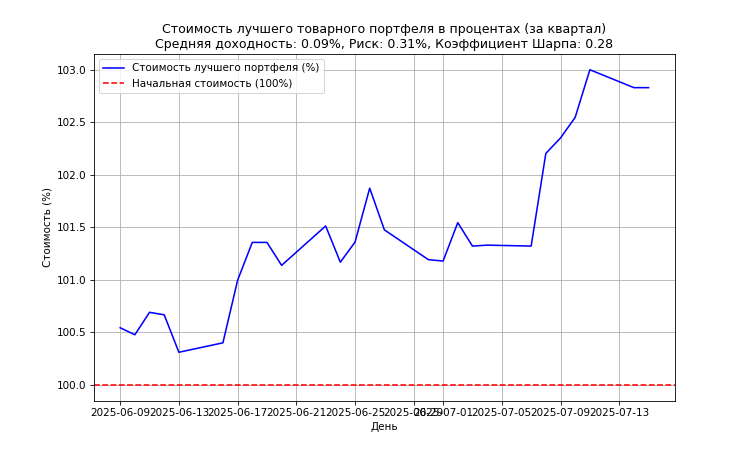 Стоимость лучшего товарного портфеля в процентах (за квартал)
Средняя доходность: 0.09%, Риск: 0.31%, Коэффициент Шарпа: 0.28
Стоимость лучшего портфеля (%)
Начальная стоимость (100%)
Стоимость (%)
103.0
102.5
102.0
101.5
101.0
100.5
100.0
2025-06-09 2025-06-13 2025-06-17 2025-06-21 2025-06-25 2025-06-29 2025-07-01 2025-07-05 2025-07-09 2025-07-13
День